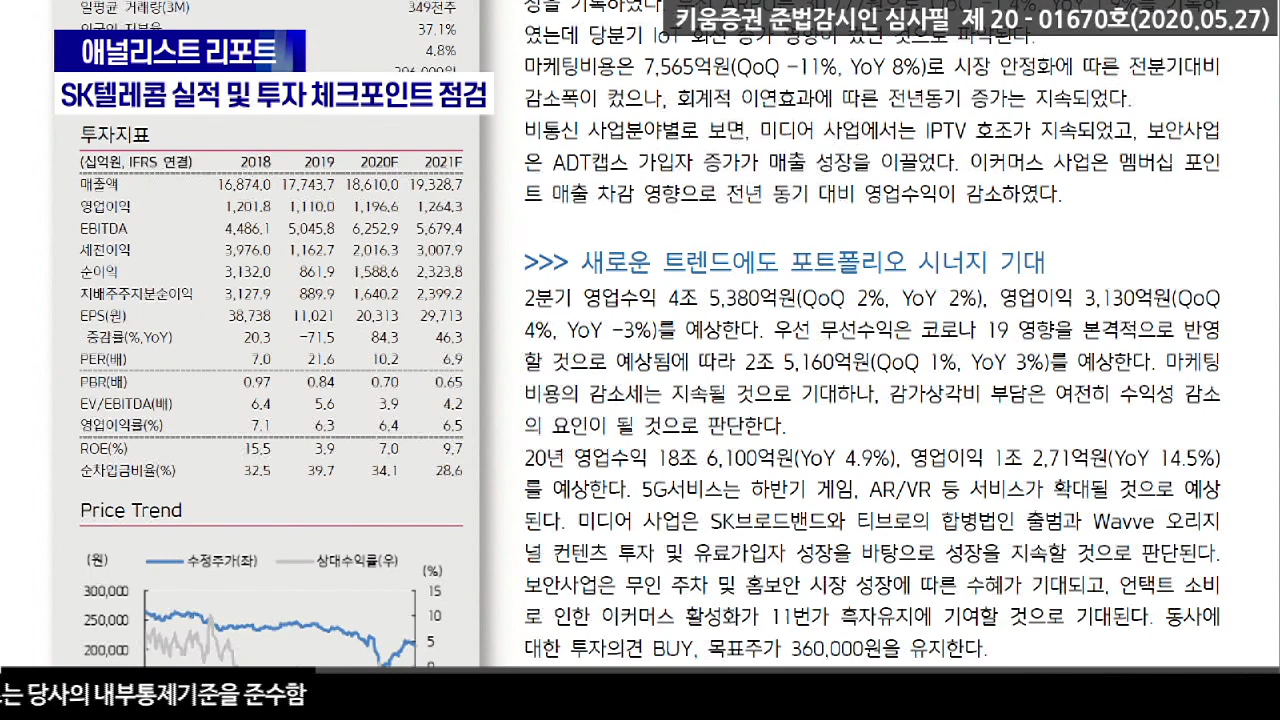 일평균 거래량(3M) 349천주
37.1%
4.8%
키움증권 준법감시인 심사필 제 20 - 01670호(2020.05.27)
애널리스트 리포트
SK텔레콤 실적 및 투자 체크포인트 점검
투자지표
(십억원, IFRS 연결) 2018 2019 2020F 2021F
매출액 16,874.0 17,743.7 18,610.0 19,328.7
영업이익 1,201.8 1,110.0 1,196.6 1,264.3
EBITDA 4,486.1 5,045.8 6,252.9 5,679.4
세전이익 3,976.0 1,162.7 2,016.3 3,007.9
순이익 3,132.0 861.9 1,588.6 2,323.8
지배주주지분순이익 3,127.9 889.9 1,640.2 2,399.2
EPS(원) 38,738 11,021 20,313 29,713
증감률(%,YoY) 20.3 -71.5 84.3 46.3
PER(배) 7.0 21.6 10.2 6.9
PBR(배) 0.97 0.84 0.70 0.65
EV/EBITDA(배) 6.4 5.6 3.9 4.2
영업이익률(%) 7.1 6.3 6.4 6.5
ROE(%) 15.5 3.9 7.0 9.7
순차입금비율(%) 32.5 39.7 34.1 28.6
Price Trend
(원) 수정주가(좌) 상대수익률(우) (%)
300,000 15
250,000 10
200,000 5
마케팅비용은 7,565억원(QoQ -11%, YoY 8%)로 시장 안정화에 따른 전분기대비
감소폭이 컸으나, 회계적 이연효과에 따른 전년동기 증가는 지속되었다.
비통신 사업분야별로 보면, 미디어 사업에서는 IPTV 호조가 지속되었고, 보안사업
은 ADT캡스 가입자 증가가 매출 성장을 이끌었다. 이커머스 사업은 멤버십 포인
트 매출 차감 영향으로 전년 동기 대비 영업수익이 감소하였다.
>>> 새로운 트렌드에도 포트폴리오 시너지 기대
2분기 영업수익 4조 5,380억원(QoQ 2%, YoY 2%), 영업이익 3,130억원(QoQ
4%, YoY -3%)를 예상한다. 우선 무선수익은 코로나 19 영향을 본격적으로 반영
할 것으로 예상됨에 따라 2조 5,160억원(QoQ 1%, YoY 3%)를 예상한다. 마케팅
비용의 감소세는 지속될 것으로 기대하나, 감가상각비 부담은 여전히 수익성 감소
의 요인이 될 것으로 판단한다.
20년 영업수익 18조 6,100억원(YoY 4.9%), 영업이익 1조 2,71억원(YoY 14.5%)
를 예상한다. 5G서비스는 하반기 게임, AR/VR 등 서비스가 확대될 것으로 예상
된다. 미디어 사업은 SK브로드밴드와 티브로의 합병법인 출범과 Wavve 오리지
널 컨텐츠 투자 및 유료가입자 성장을 바탕으로 성장을 지속할 것으로 판단된다.
보안사업은 무인 주차 및 홈보안 시장 성장에 따른 수혜가 기대되고, 언택트 소비
로 인한 이커머스 활성화가 11번가 흑자유지에 기여할 것으로 기대된다. 동사에
대한 투자의견 BUY, 목표주가 360,000원을 유지한다.
는 당사의 내부통제기준을 준수함